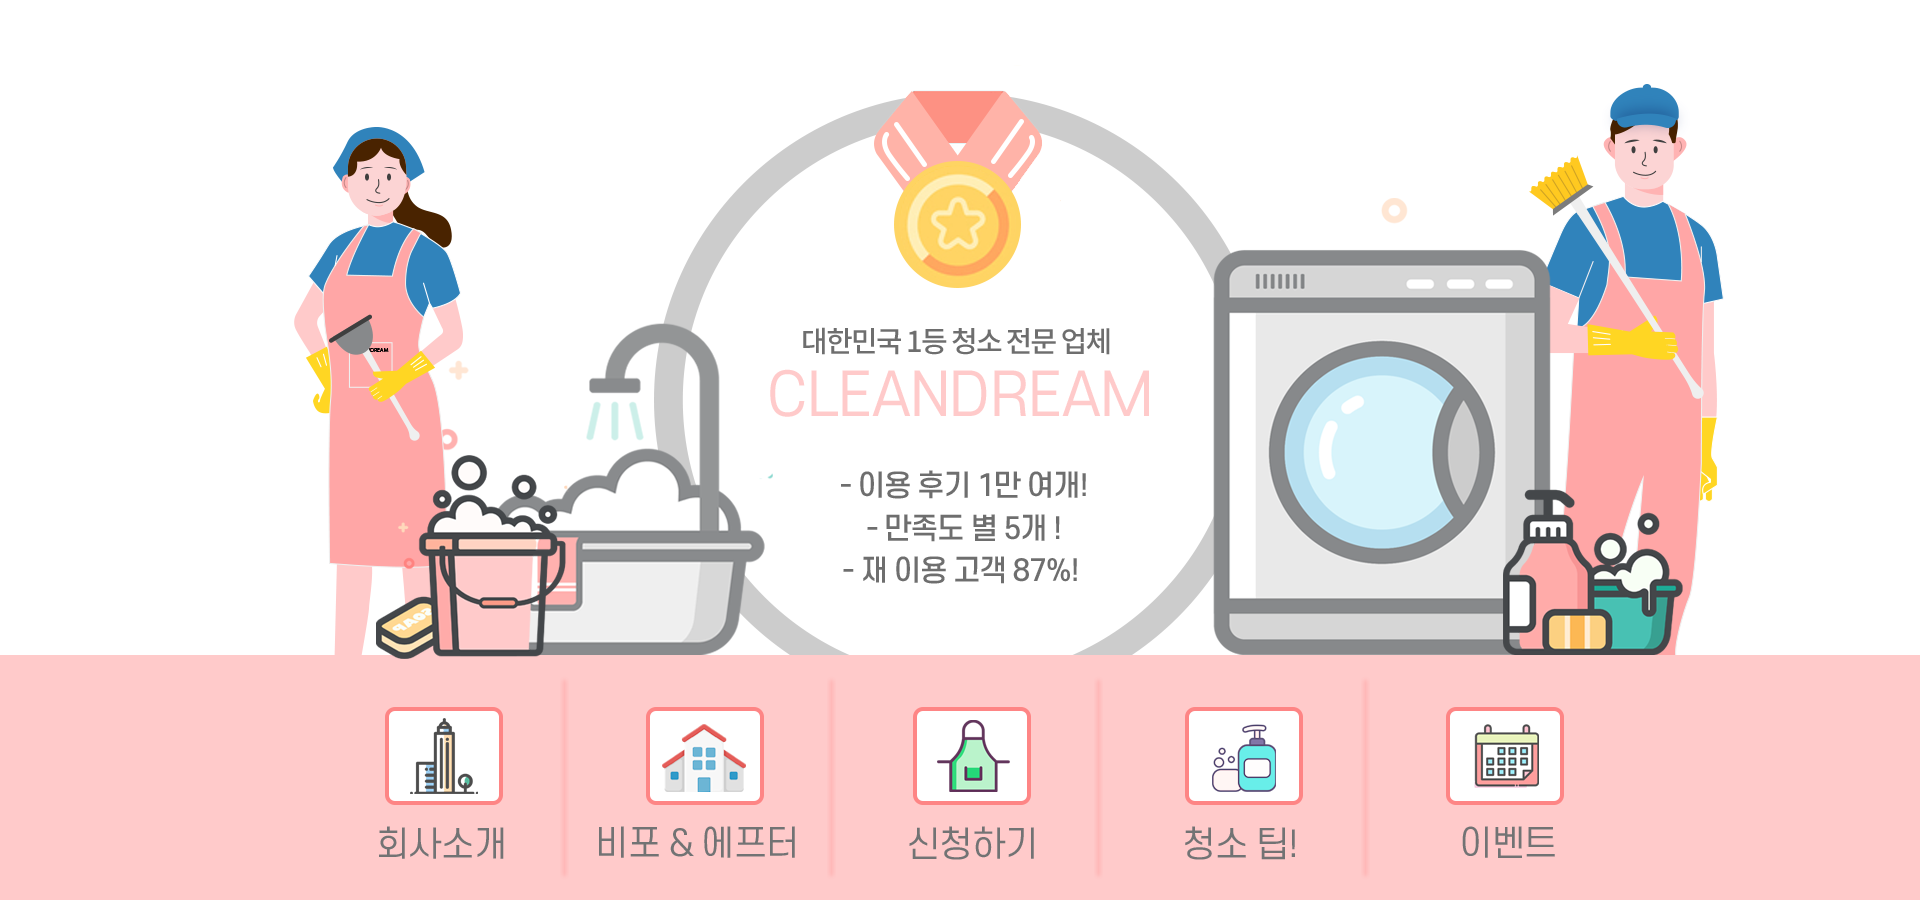 대한민국 1등 청소 전문 업체
CLEANDREAM
- 이용 후기 1만 여개!
- 만족도 별 5개 !
- 재 이용 고객 87%!
DREAM
SOAP
회사소개
비포 & 에프터
신청하기
청소 팁!
이벤트